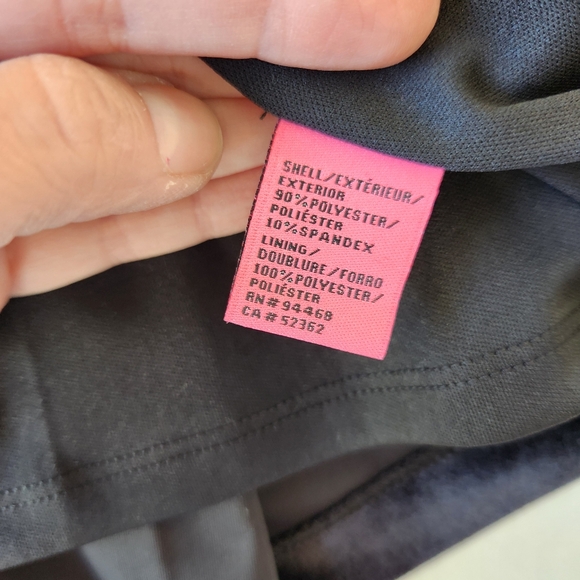 SHELL/EXTÉRIEUR/
EXTERIOR
90%POLYESTER/
POLIÉSTER
10%SPANDEX
LINING/
DOUBLURE/FORRO
100%POLYESTER/
POLIÉSTER
RN# 94468
CA# 52362